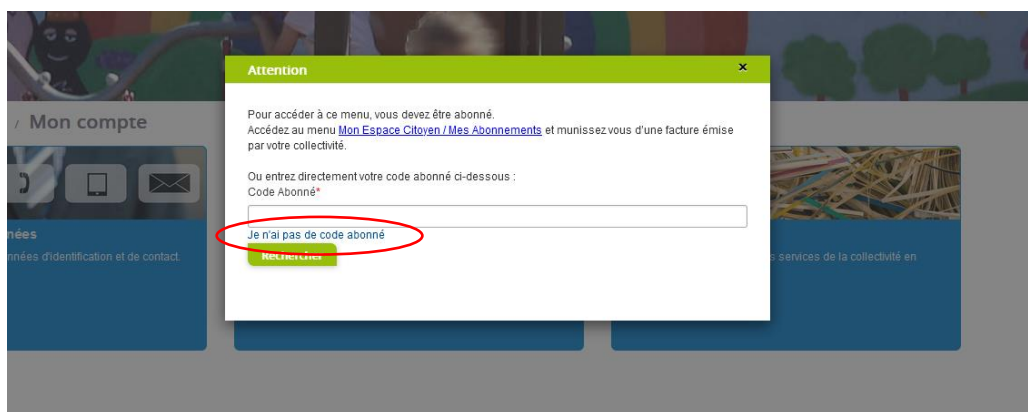 Attention
×
Pour accéder à ce menu, vous devez être abonné.
Accédez au menu Mon Espace Citoyen / Mes Abonnements et munissez vous d'une facture émise
par votre collectivité.
/ Mon compte
Ou entrez directement votre code abonné ci-dessous :
Code Abonné*
Je n'ai pas de code abonné
Rechercher
nées
nnées d'identification et de contact.
s services de la collectivité en